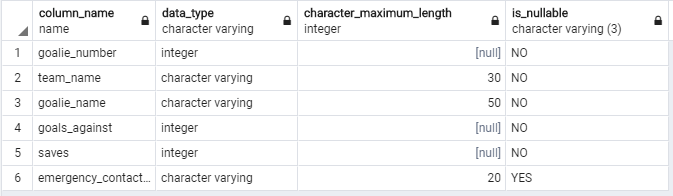 column_name data_type character_maximum_length is_nullable
name character varying integer character varying (3)
1 goalie_number integer [null] NO
2 team_name character varying 30 NO
3 goalie_name character varying 50 NO
4 goals_against integer [null] NO
5 saves integer [null] NO
6 emergency_contact... character varying 20 YES